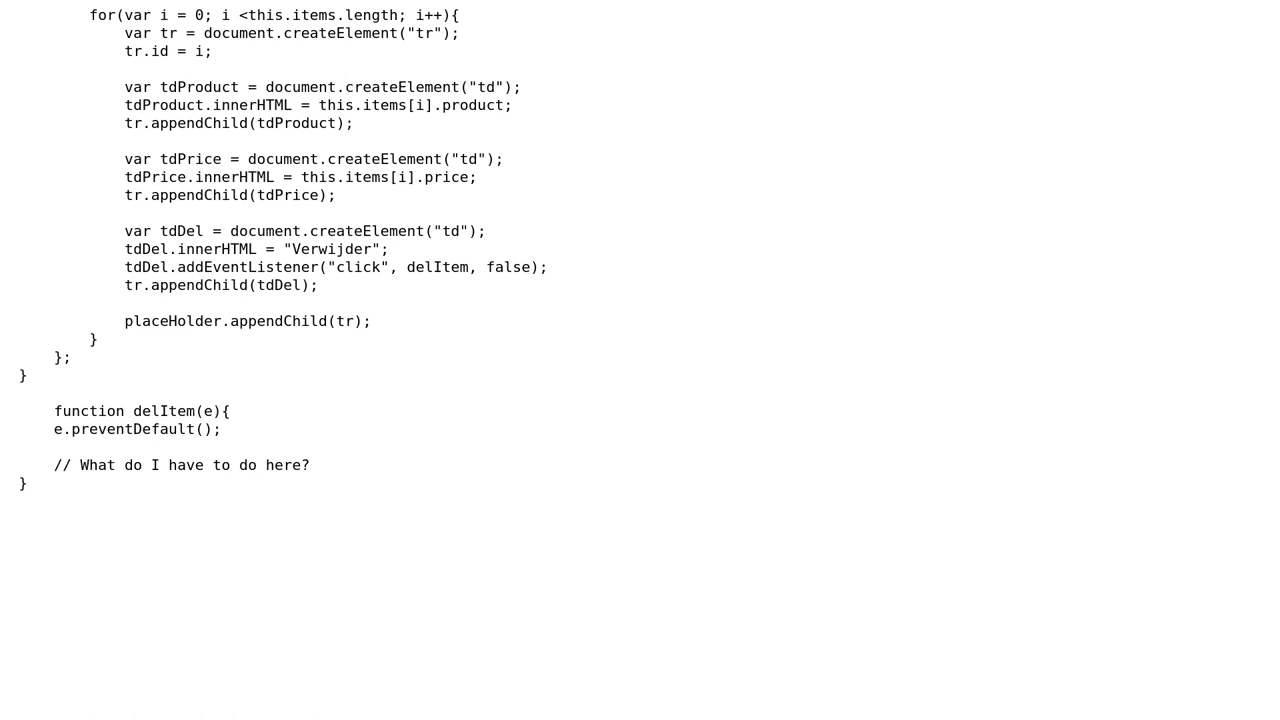 for(var i = 0; i <this.items.length; i++){
var tr = document.createElement("tr");
tr.id = i;
var tdProduct = document.createElement("td");
tdProduct.innerHTML = this.items[i].product;
tr.appendChild(tdProduct);
var tdPrice = document.createElement("td");
tdPrice.innerHTML = this.items[i].price;
tr.appendChild(tdPrice);
var tdDel = document.createElement("td");
tdDel.innerHTML = "Verwijder";
tdDel.addEventListener("click", delItem, false);
tr.appendChild(tdDel);
placeHolder.appendChild(tr);
}
};
}
function delItem(e){
e.preventDefault();
// What do I have to do here?
}